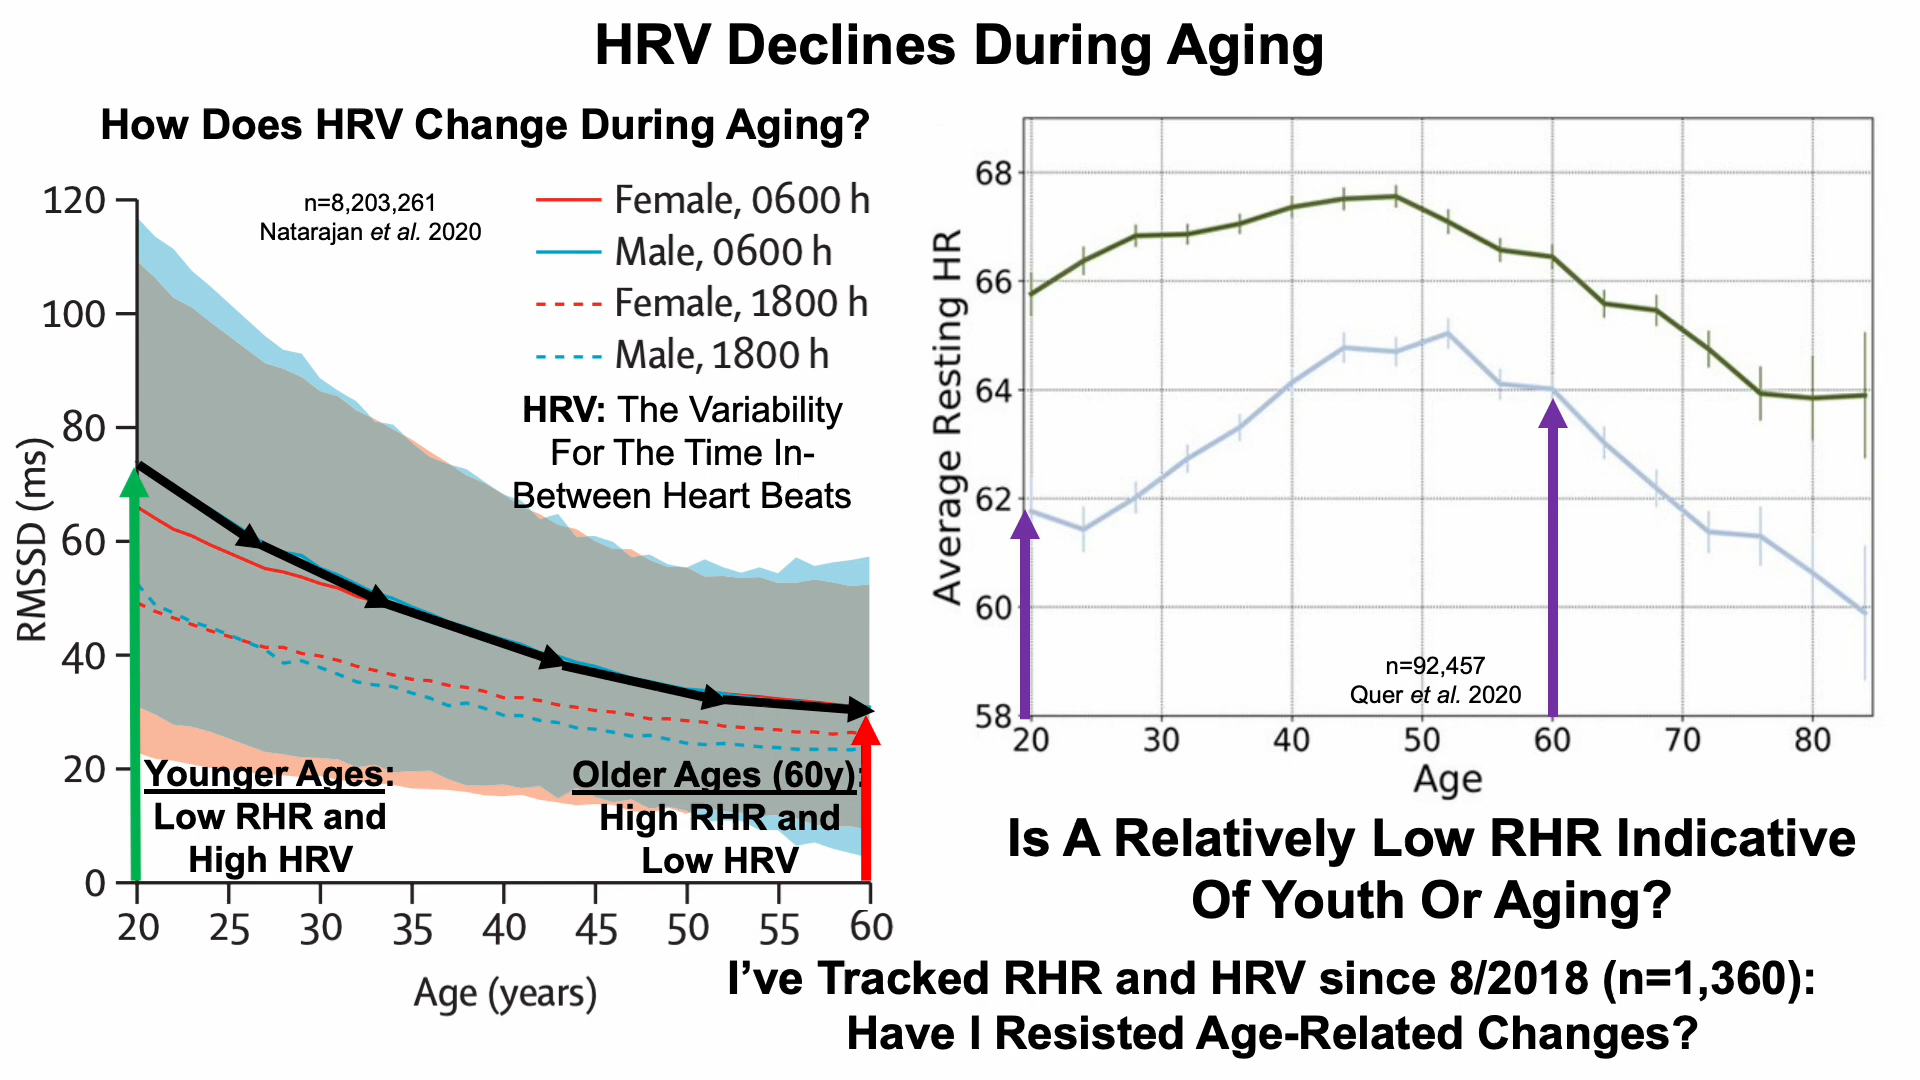 HRV Declines During Aging
How Does HRV Change During Aging?
n=8,203,261
Natarajan et al. 2020
Female, 0600 h
Male, 0600 h
Female, 1800 h
Male, 1800 h
HRV: The Variability
For The Time In-
Between Heart Beats
RMSSD (ms)
120
100
80
60
40
20
0
Younger Ages:
Low RHR and
High HRV
Older Ages (60y):
High RHR and
Low HRV
20 25 30 35 40 45 50 55 60
Age (years)
Average Resting HR
68
66
64
62
60
58
n=92,457
Quer et al. 2020
20 30 40 50 60 70 80
Age
Is A Relatively Low RHR Indicative
Of Youth Or Aging?
I’ve Tracked RHR and HRV since 8/2018 (n=1,360):
Have I Resisted Age-Related Changes?